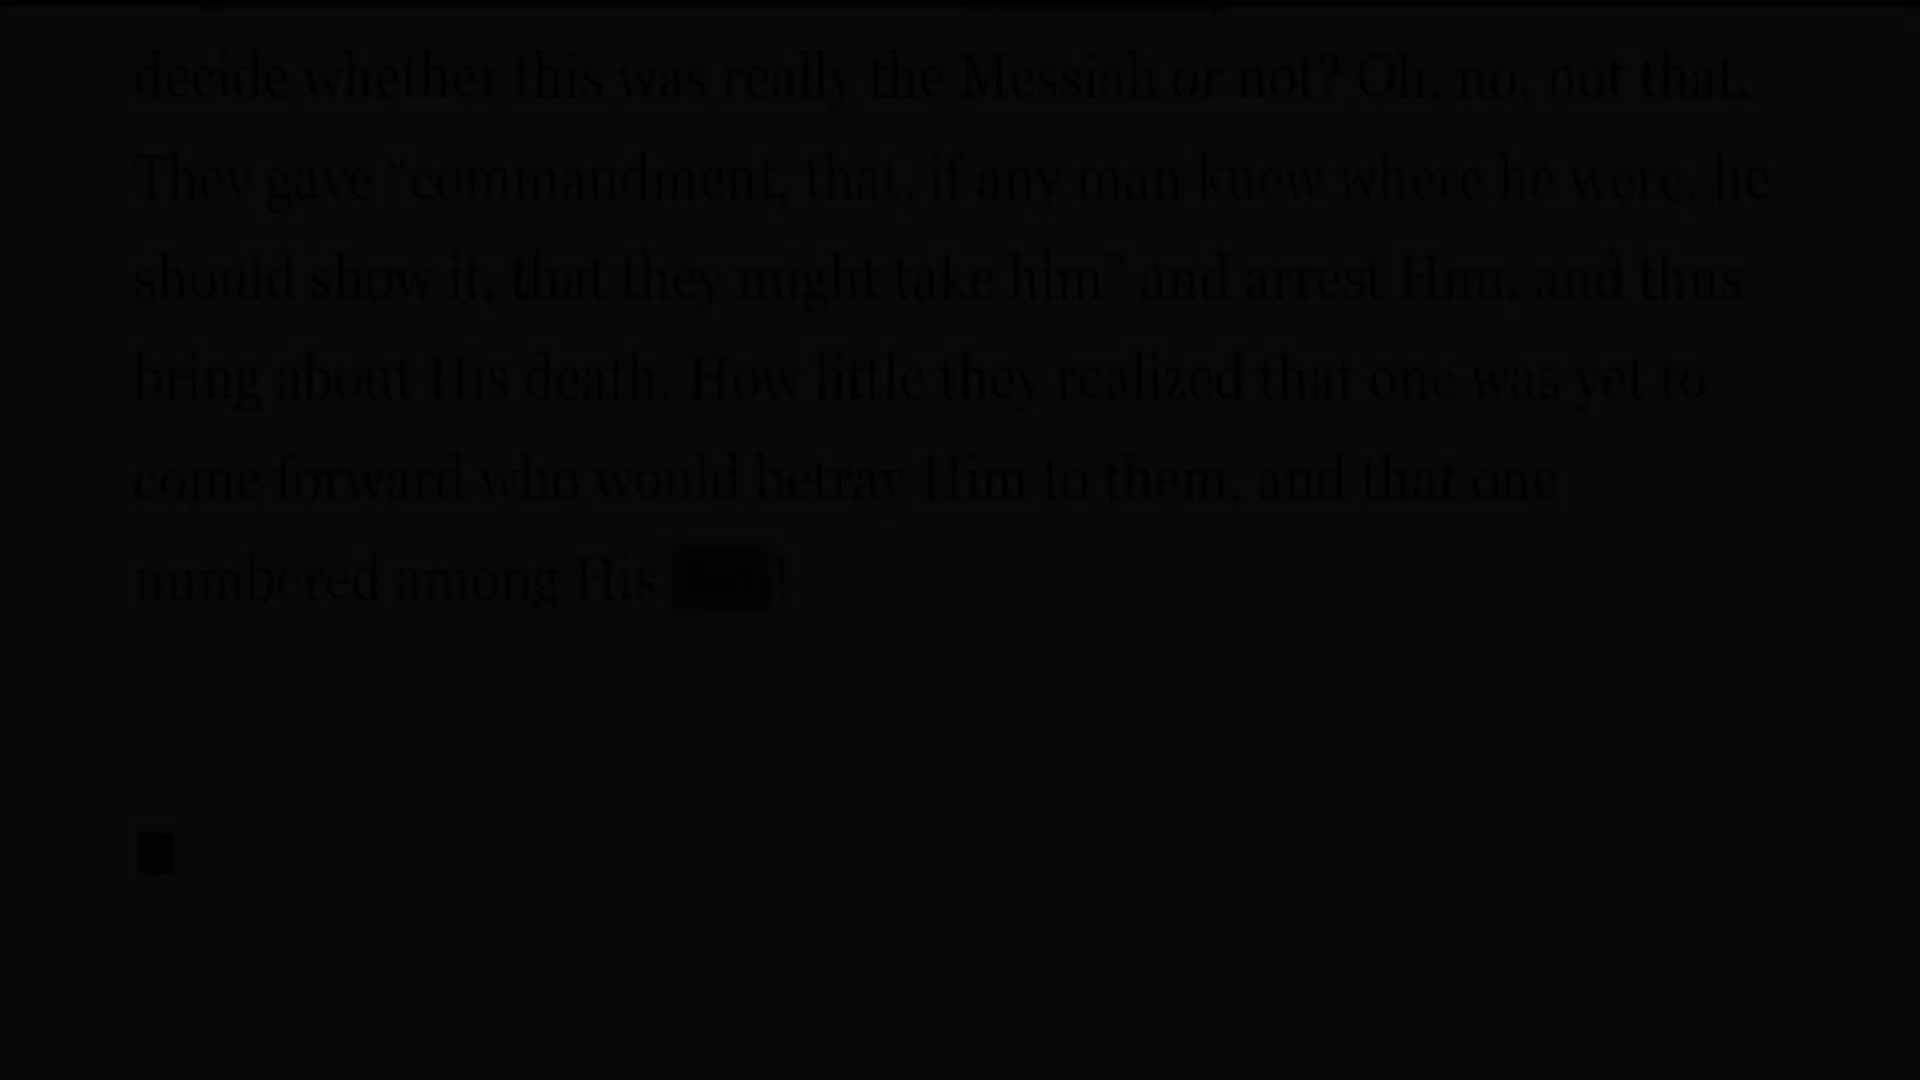 decide whether this was really the Messiah or not? Oh, no, not that.
They gave “commandment, that, if any man knew where he were, he
should show it, that they might take him” and arrest Him, and thus
bring about His death. How little they realized that one was yet to
come forward who would betray Him to them, and that one
numbered among His !